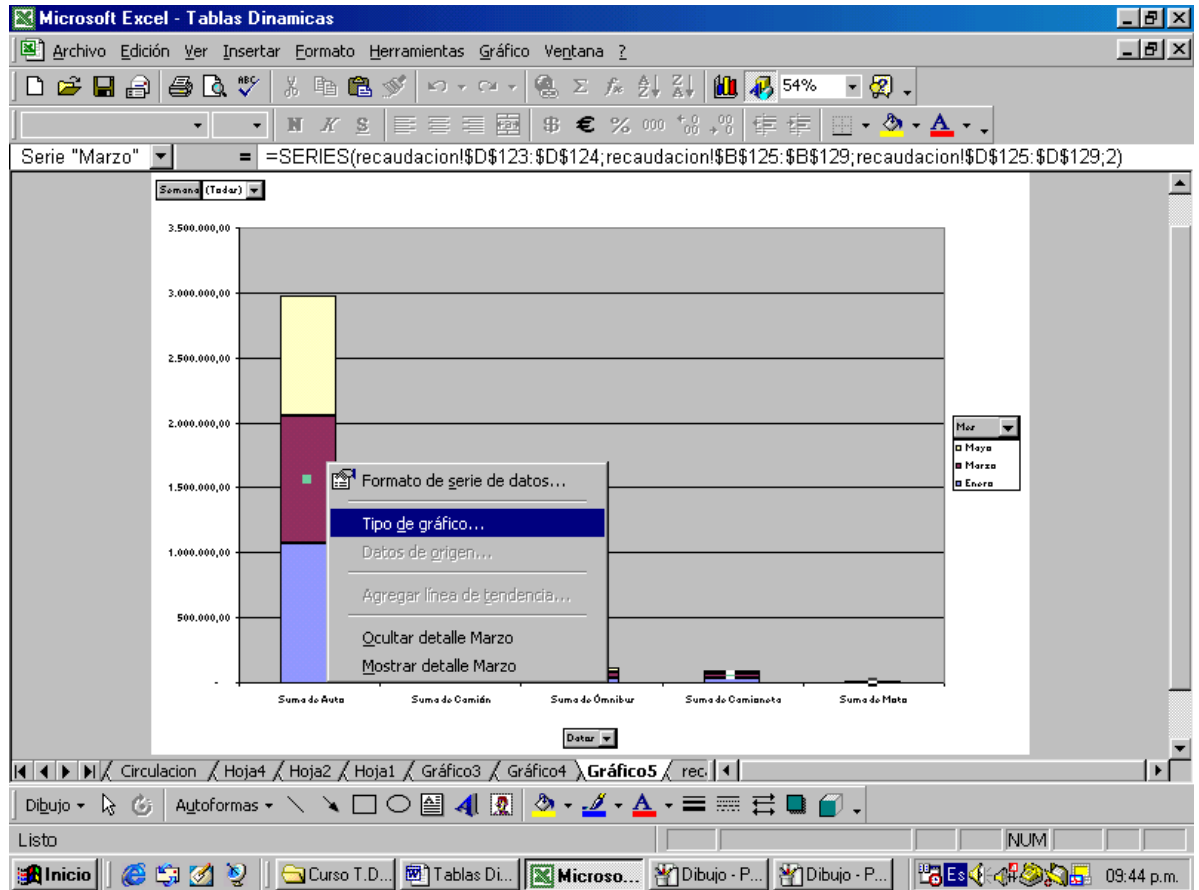 Microsoft Excel - Tablas Dinamicas
Archivo Edición Ver Insertar Formato Herramientas Gráfico Ventana ?
ABC Σ fx A Z Z A 54%
N K S $ € % 000 A
Serie "Marzo" = =SERIES(recaudacion!$D$123:$D$124;recaudacion!$B$125:$B$129;recaudacion!$D$125:$D$129;2)
Semana (Todas)
3.500.000,00
3.000.000,00
2.500.000,00
2.000.000,00
1.500.000,00
1.000.000,00
500.000,00
-
Mes
Mayo
Marzo
Enero
Formato de serie de datos...
Tipo de gráfico...
Datos de origen...
Agregar línea de tendencia...
Ocultar detalle Marzo
Mostrar detalle Marzo
Suma de Auto Suma de Camión Suma de Ómnibus Suma de Camioneta Suma de Moto
Datos
Circulacion Hoja4 Hoja2 Hoja1 Gráfico3 Gráfico4 Gráfico5 rec
Dibujo Autoformas A A
Listo NUM
Inicio Curso T.D... Tablas Di... Microso... Dibujo - P... Dibujo - P... Es 09:44 p.m.